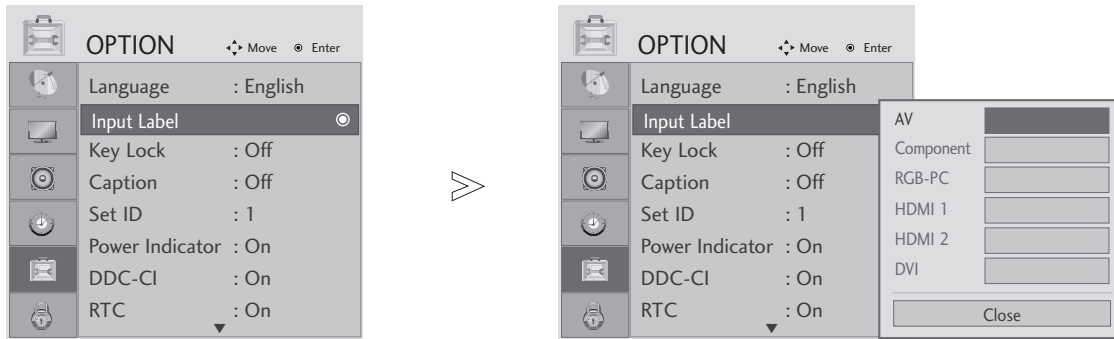 OPTION Move Enter
Language : English
Input Label
Key Lock : Off
Caption : Off
Set ID : 1
Power Indicator : On
DDC-CI : On
RTC : On
OPTION Move Enter
Language : English
Input Label
Key Lock : Off
Caption : Off
Set ID : 1
Power Indicator : On
DDC-CI : On
RTC : On
AV
Component
RGB-PC
HDMI 1
HDMI 2
DVI
Close